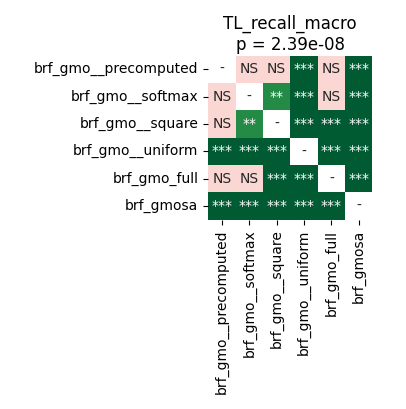 TL_recall_macro
p = 2.39e-08
brf_gmo__precomputed - NS NS *** NS ***
brf_gmo__softmax NS - ** *** NS ***
brf_gmo__square NS ** - *** *** ***
brf_gmo__uniform *** *** *** - *** ***
brf_gmo_full NS NS *** *** - ***
brf_gmosa *** *** *** *** *** -
brf_gmo__precomputed
brf_gmo__softmax
brf_gmo__square
brf_gmo__uniform
brf_gmo_full
brf_gmosa